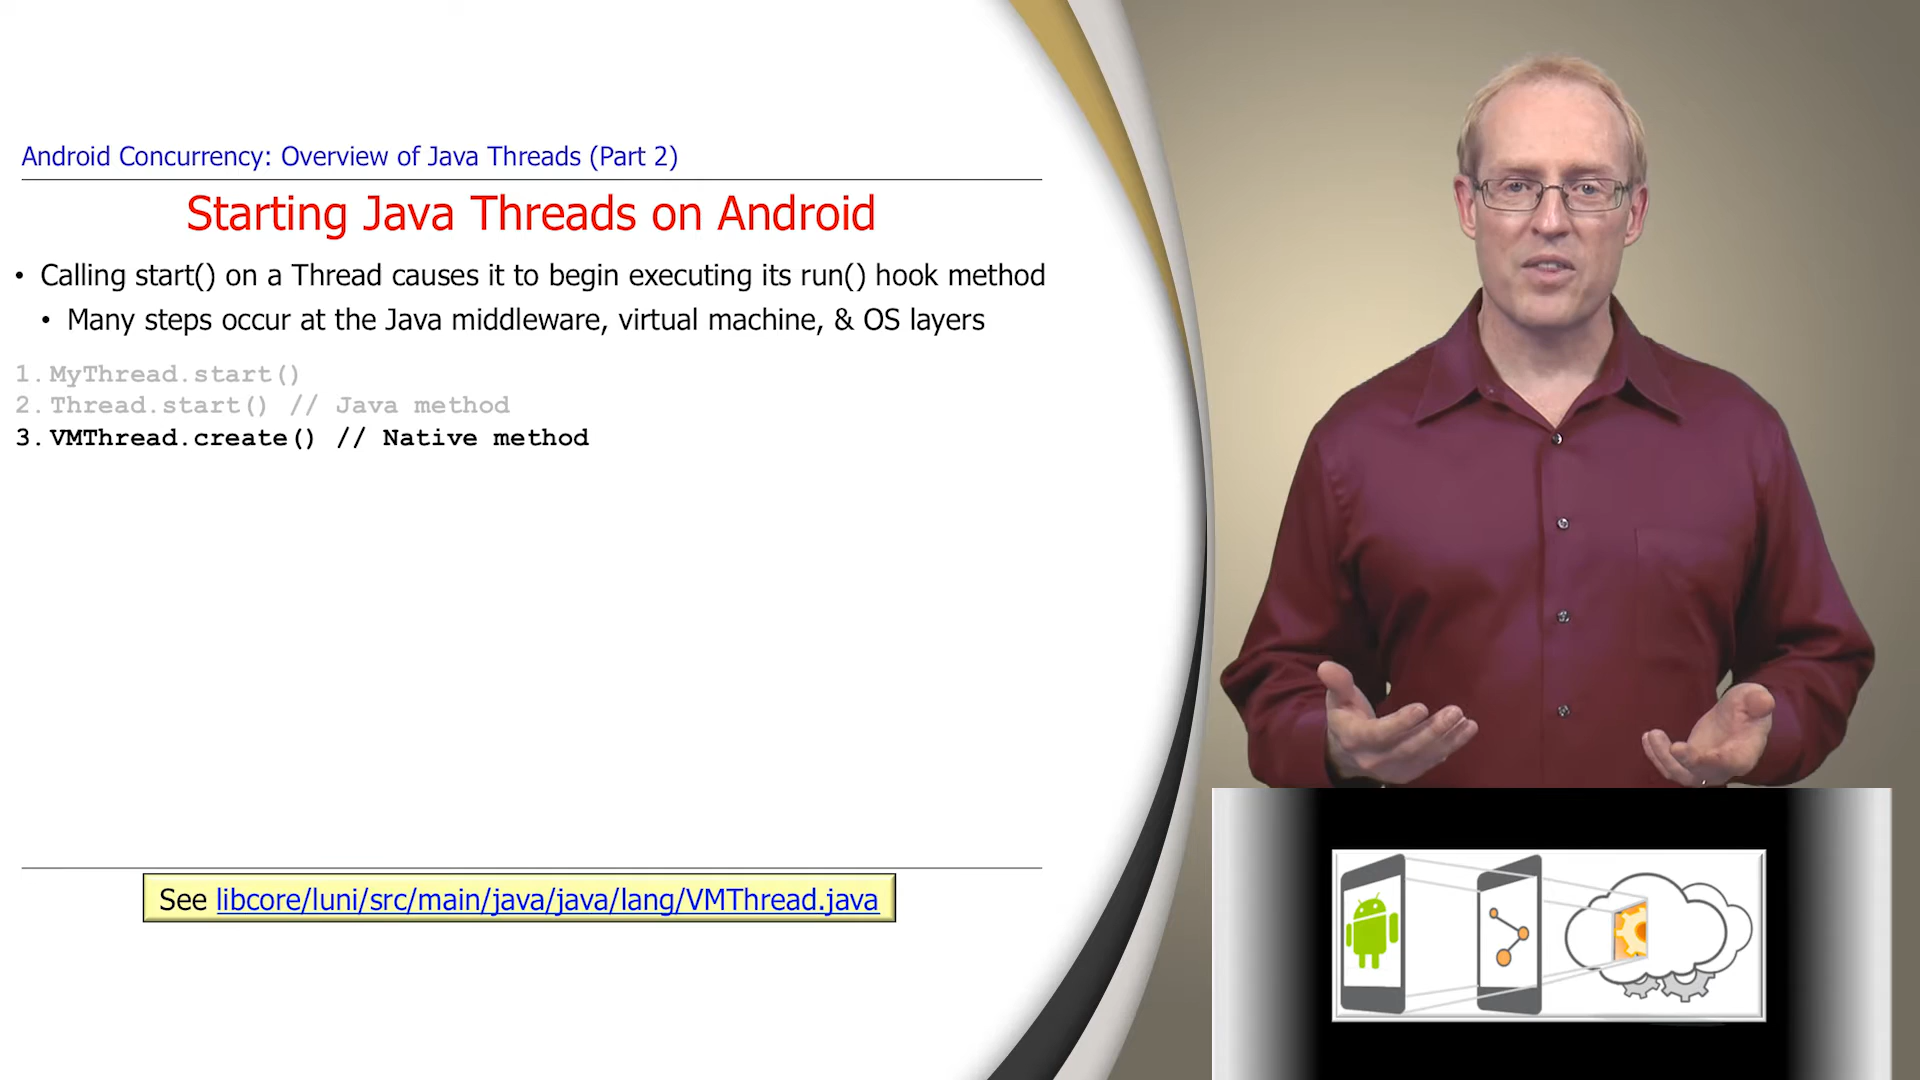 Android Concurrency: Overview of Java Threads (Part 2)
Starting Java Threads on Android
• Calling start() on a Thread causes it to begin executing its run() hook method
• Many steps occur at the Java middleware, virtual machine, & OS layers
1. MyThread.start()
2. Thread.start() // Java method
3. VMThread.create() // Native method
See libcore/luni/src/main/java/java/lang/VMThread.java